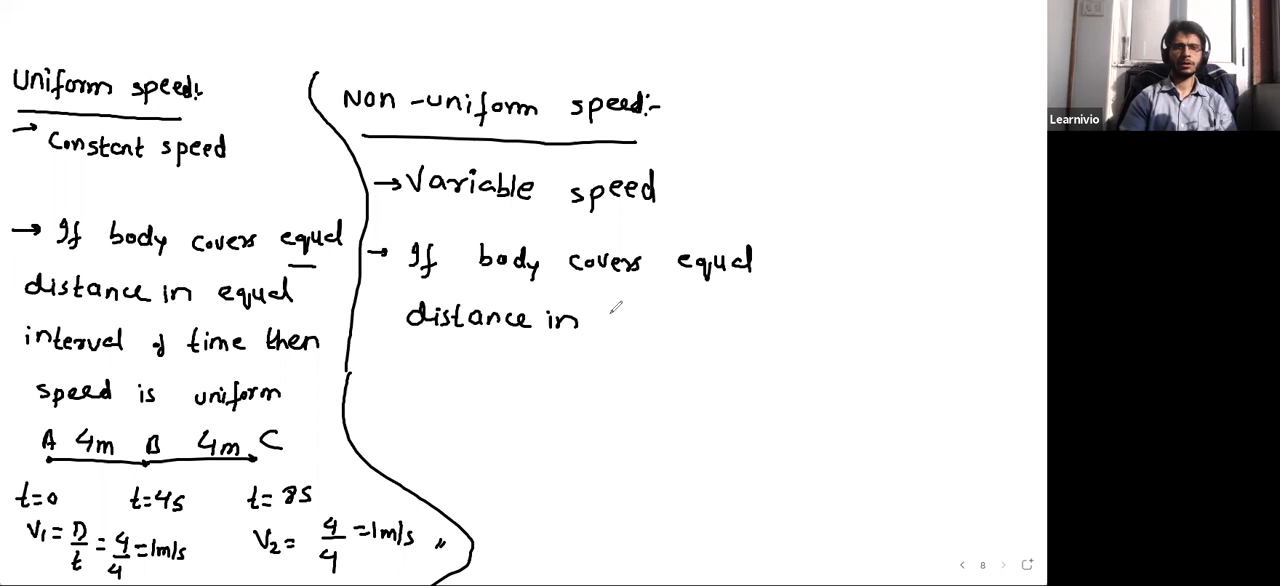 Uniform speed:-
→ Constant speed
→ If body covers equal
distance in equal
interval of time then
speed is uniform
A 4m B 4m C
t=0 t=4s t=8s
V1 = D/t = 4/4 = 1m/s V2 = 4/4 = 1m/s "
Non-uniform speed:-
→ Variable speed
→ If body covers equal
distance in
Learnivio
< 8 >